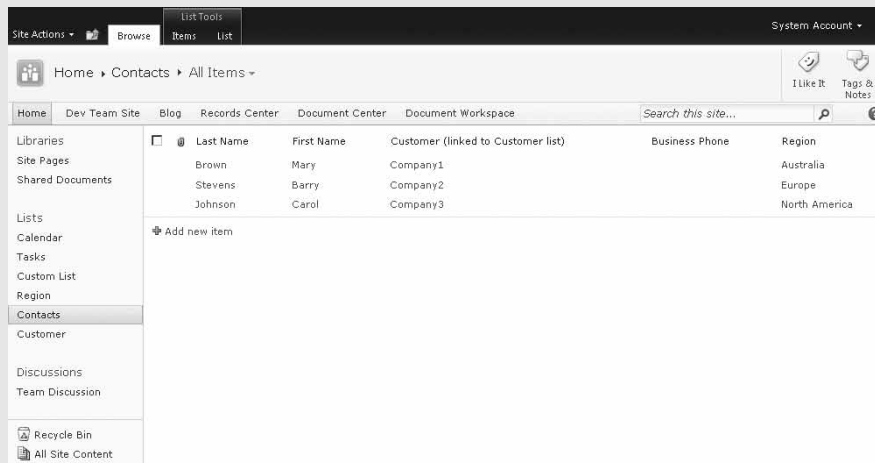 List Tools
Site Actions Browse Items List System Account
Home Contacts All Items
I Like It Tags & Notes
Home Dev Team Site Blog Records Center Document Center Document Workspace Search this site...
Libraries
Site Pages
Shared Documents
Lists
Calendar
Tasks
Custom List
Region
Contacts
Customer
Discussions
Team Discussion
Recycle Bin
All Site Content
Last Name First Name Customer (linked to Customer list) Business Phone Region
Brown Mary Company1 Australia
Stevens Barry Company2 Europe
Johnson Carol Company3 North America
Add new item